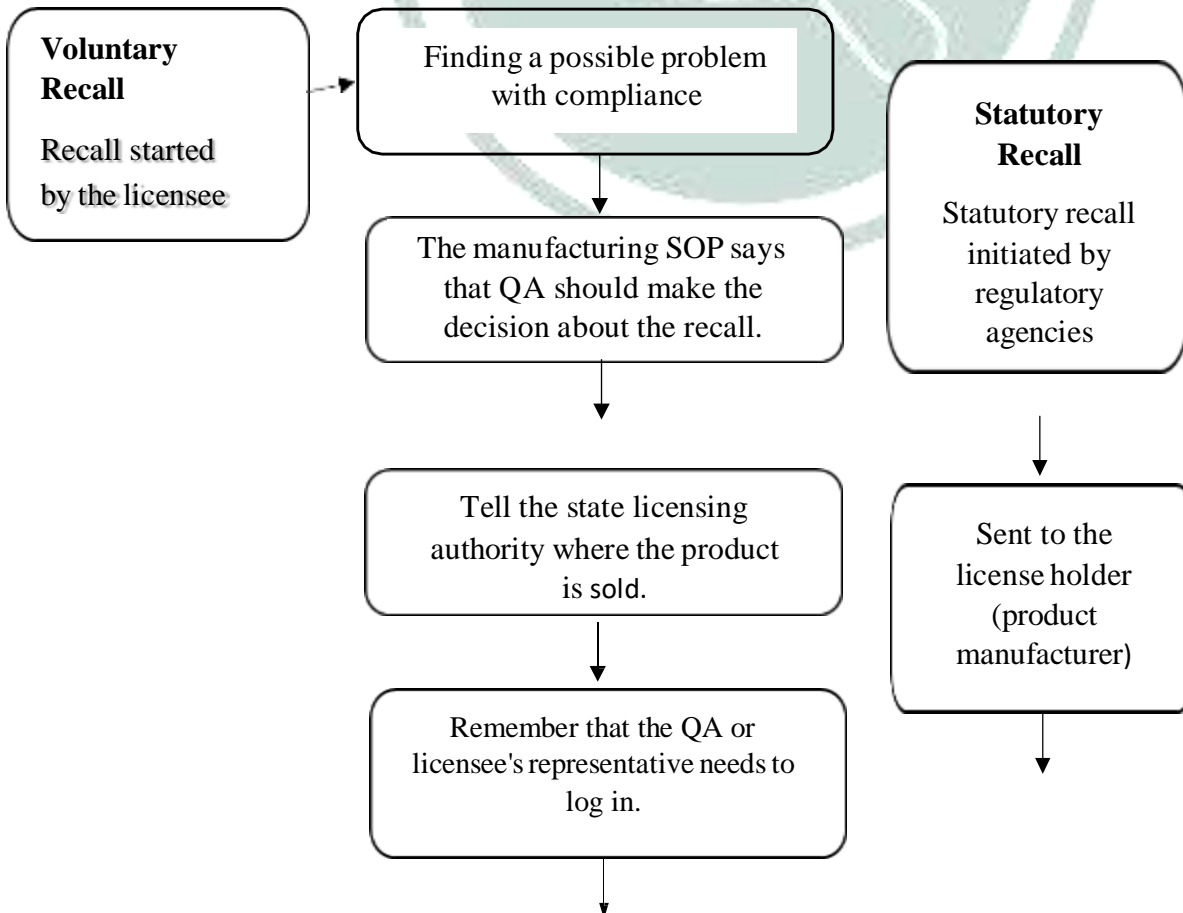 Voluntary
Recall
Recall started
by the licensee
Finding a possible problem
with compliance
The manufacturing SOP says
that QA should make the
decision about the recall.
Tell the state licensing
authority where the product
is sold.
Remember that the QA or
licensee's representative needs to
log in.
Statutory
Recall
Statutory recall
initiated by
regulatory
agencies
Sent to the
license holder
(product
manufacturer)